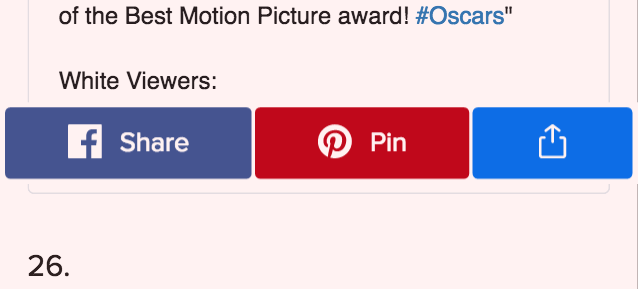 of the Best Motion Picture award! #Oscars"
White Viewers:
Share
Pin
26.